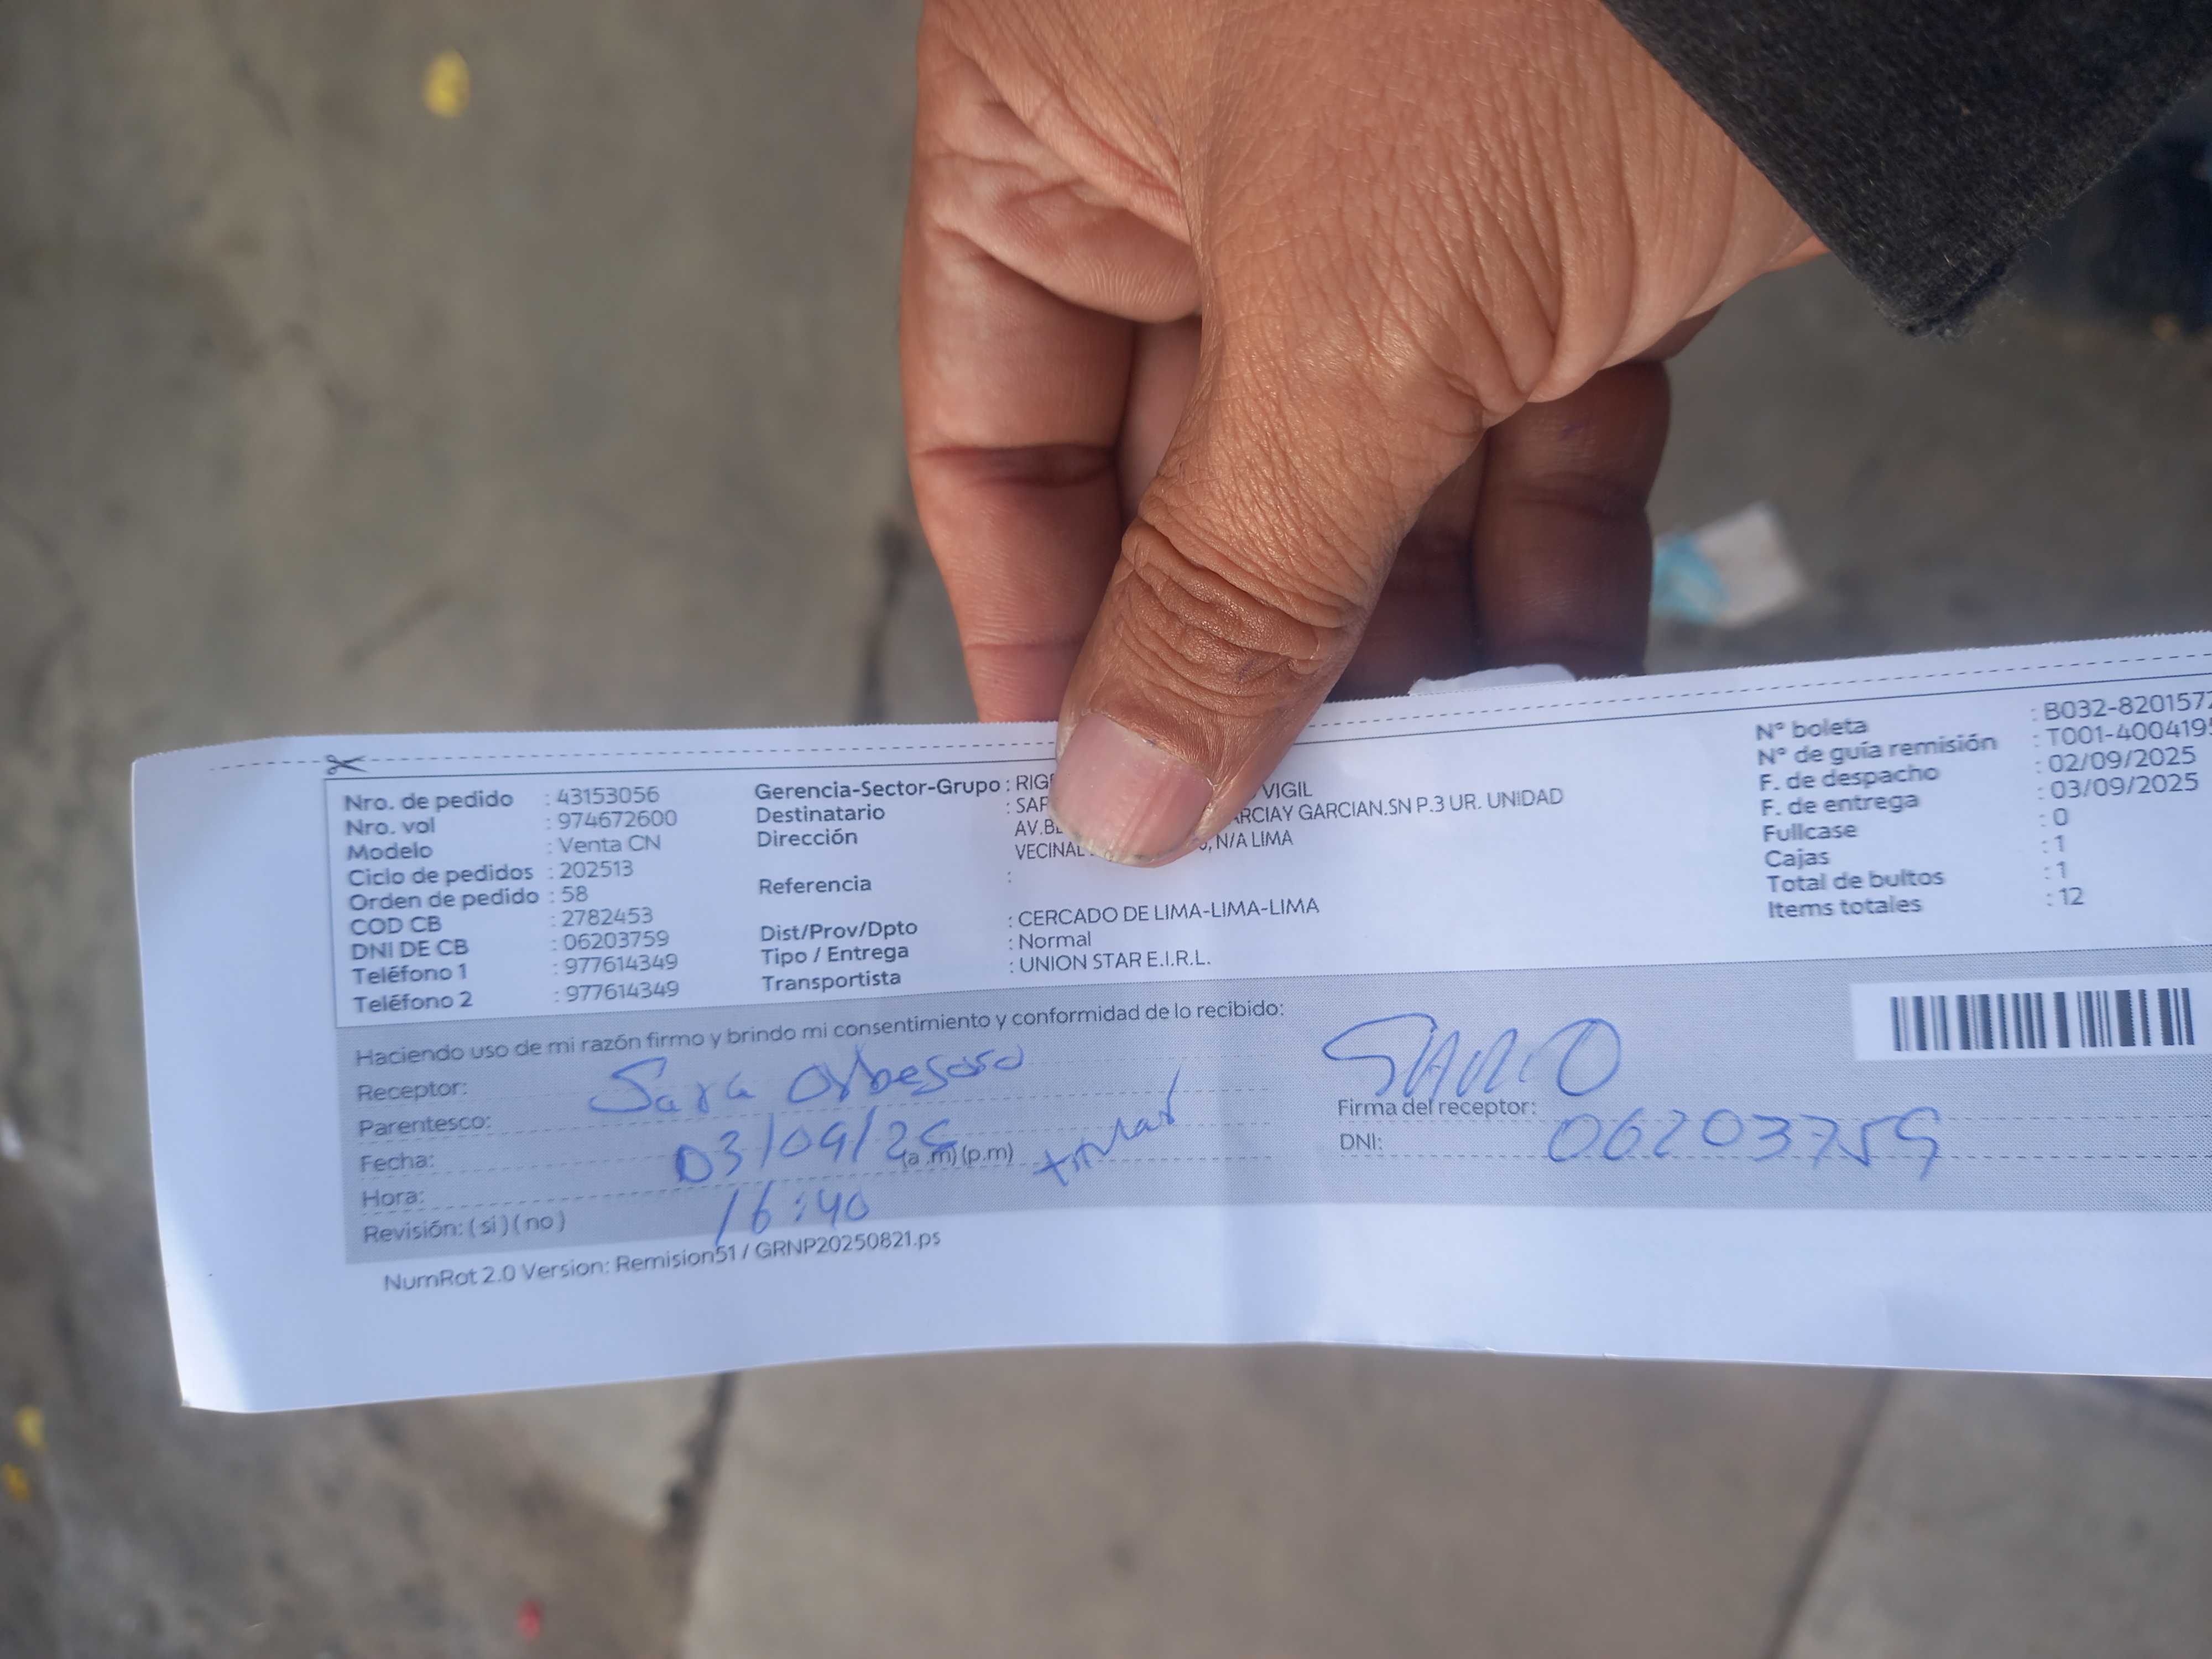 Nro. de pedido : 43153056
Nro. vol : 974672600
Modelo : Venta CN
Ciclo de pedidos : 202513
Orden de pedido : 58
COD CB : 2782453
DNI DE CB : 06203759
Teléfono 1 : 977614349
Teléfono 2 : 977614349
Gerencia-Sector-Grupo :
Destinatario : VIGIL
Dirección : GARCIAN.SN P.3 UR. UNIDAD
VECINAL , N/A LIMA
Referencia :
Dist/Prov/Dpto : CERCADO DE LIMA-LIMA-LIMA
Tipo / Entrega : Normal
Transportista : UNION STAR E.I.R.L.
N° boleta : B032-820157
N° de guía remisión : T001-400419
F. de despacho : 02/09/2025
F. de entrega : 03/09/2025
Fullcase : 0
Cajas : 1
Total de bultos : 1
Items totales : 12
Haciendo uso de mi razón firmo y brindo mi consentimiento y conformidad de lo recibido:
Receptor: Sara
Parentesco: titular
Fecha: 03/09/25 (a.m) (p.m)
Hora: 16:40
Revisión: ( si ) ( no )
Firma del receptor:
DNI: 06203759
NumRot 2.0 Version: Remision51 / GRNP20250821.ps